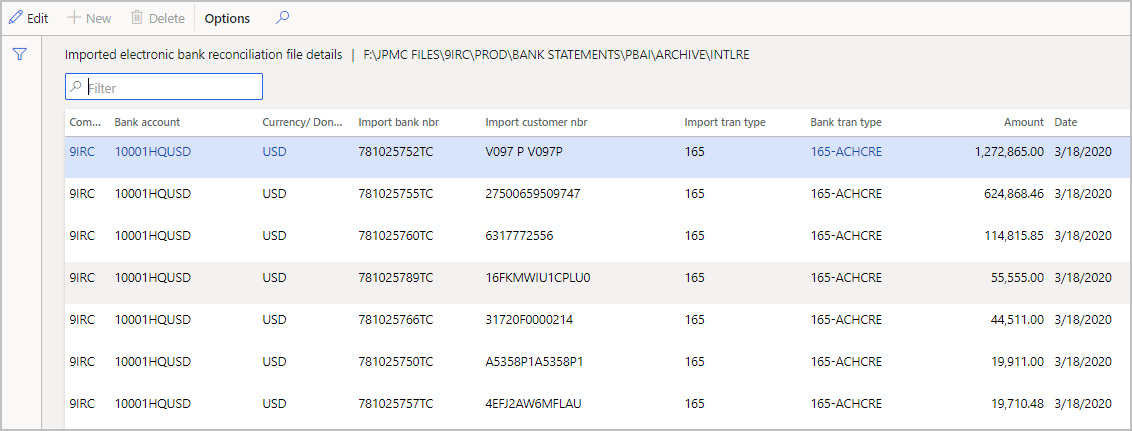 Edit New Delete Options
Imported electronic bank reconciliation file details | F:\JPMC FILES\9IRC\PROD\BANK STATEMENTS\PBAI\ARCHIVE\INTLRE
Filter
Com... Bank account Currency/ Don... Import bank nbr Import customer nbr Import tran type Bank tran type Amount Date
9IRC 10001HQUSD USD 781025752TC V097 P V097P 165 165-ACHCRE 1,272,865.00 3/18/2020
9IRC 10001HQUSD USD 781025755TC 27500659509747 165 165-ACHCRE 624,868.46 3/18/2020
9IRC 10001HQUSD USD 781025760TC 6317772556 165 165-ACHCRE 114,815.85 3/18/2020
9IRC 10001HQUSD USD 781025789TC 16FKMWIU1CPLU0 165 165-ACHCRE 55,555.00 3/18/2020
9IRC 10001HQUSD USD 781025766TC 31720F0000214 165 165-ACHCRE 44,511.00 3/18/2020
9IRC 10001HQUSD USD 781025750TC A5358P1A5358P1 165 165-ACHCRE 19,911.00 3/18/2020
9IRC 10001HQUSD USD 781025757TC 4EFJ2AW6MFLAU 165 165-ACHCRE 19,710.48 3/18/2020